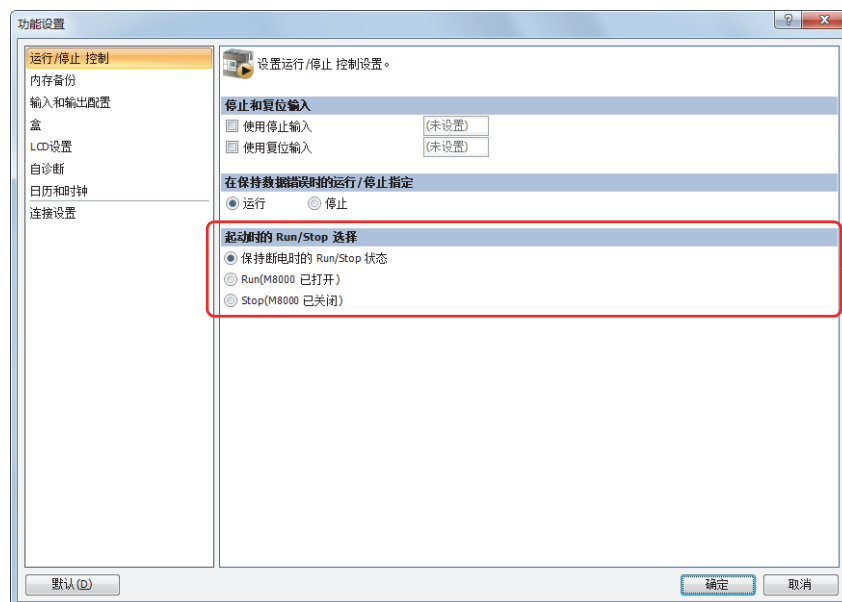 功能设置
运行/停止 控制
内存备份
输入和输出配置
盒
LCD设置
自诊断
日历和时钟
连接设置
设置运行/停止 控制设置。
停止和复位输入
使用停止输入 (未设置)
使用复位输入 (未设置)
在保持数据错误时的运行/停止指定
运行 停止
起动时的 Run/Stop 选择
保持断电时的 Run/Stop 状态
Run(M8000 已打开)
Stop(M8000 已关闭)
默认(D) 确定 取消